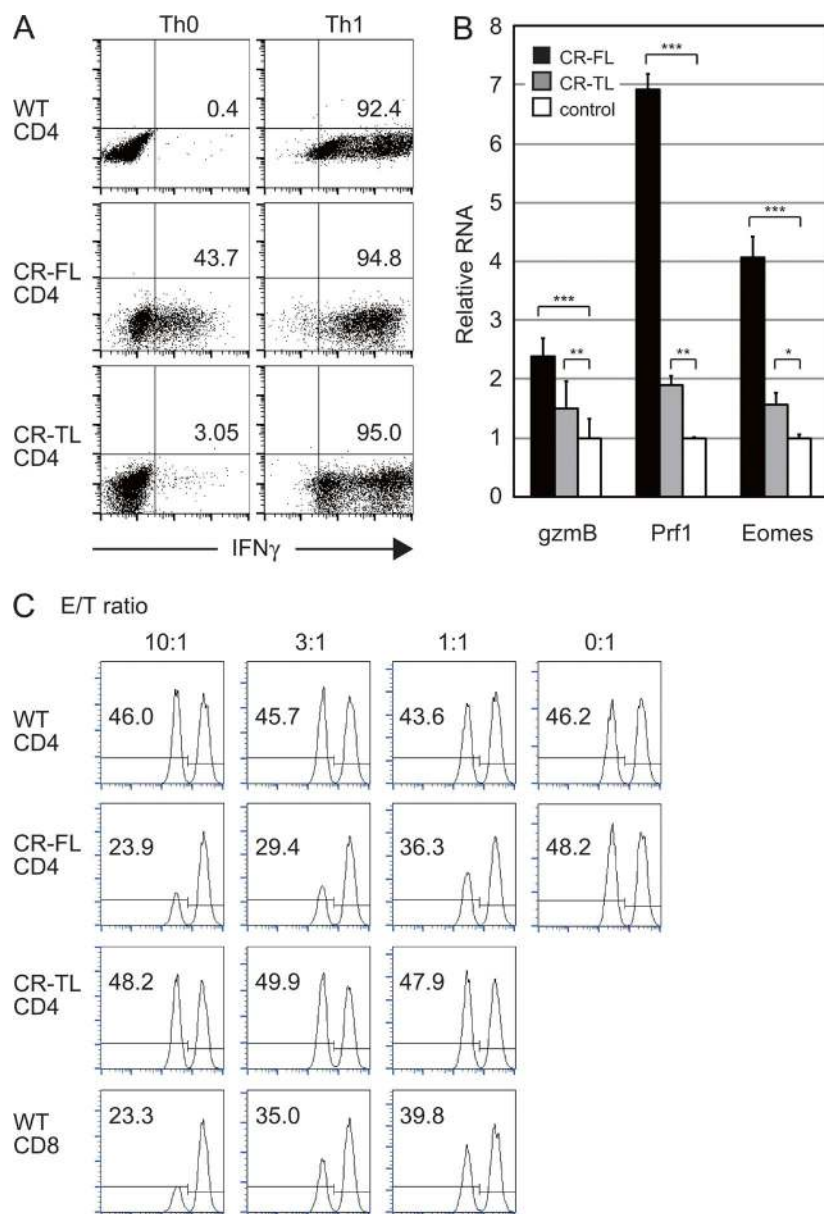 A
Th0 Th1
WT CD4
0.4 92.4
CR-FL CD4
43.7 94.8
CR-TL CD4
3.05 95.0
IFNγ
B
CR-FL
CR-TL
control
Relative RNA
8
7
6
5
4
3
2
1
0
*** ** *** ** *** *
gzmB Prf1 Eomes
C E/T ratio
10:1 3:1 1:1 0:1
WT CD4
46.0 45.7 43.6 46.2
CR-FL CD4
23.9 29.4 36.3 48.2
CR-TL CD4
48.2 49.9 47.9
WT CD8
23.3 35.0 39.8